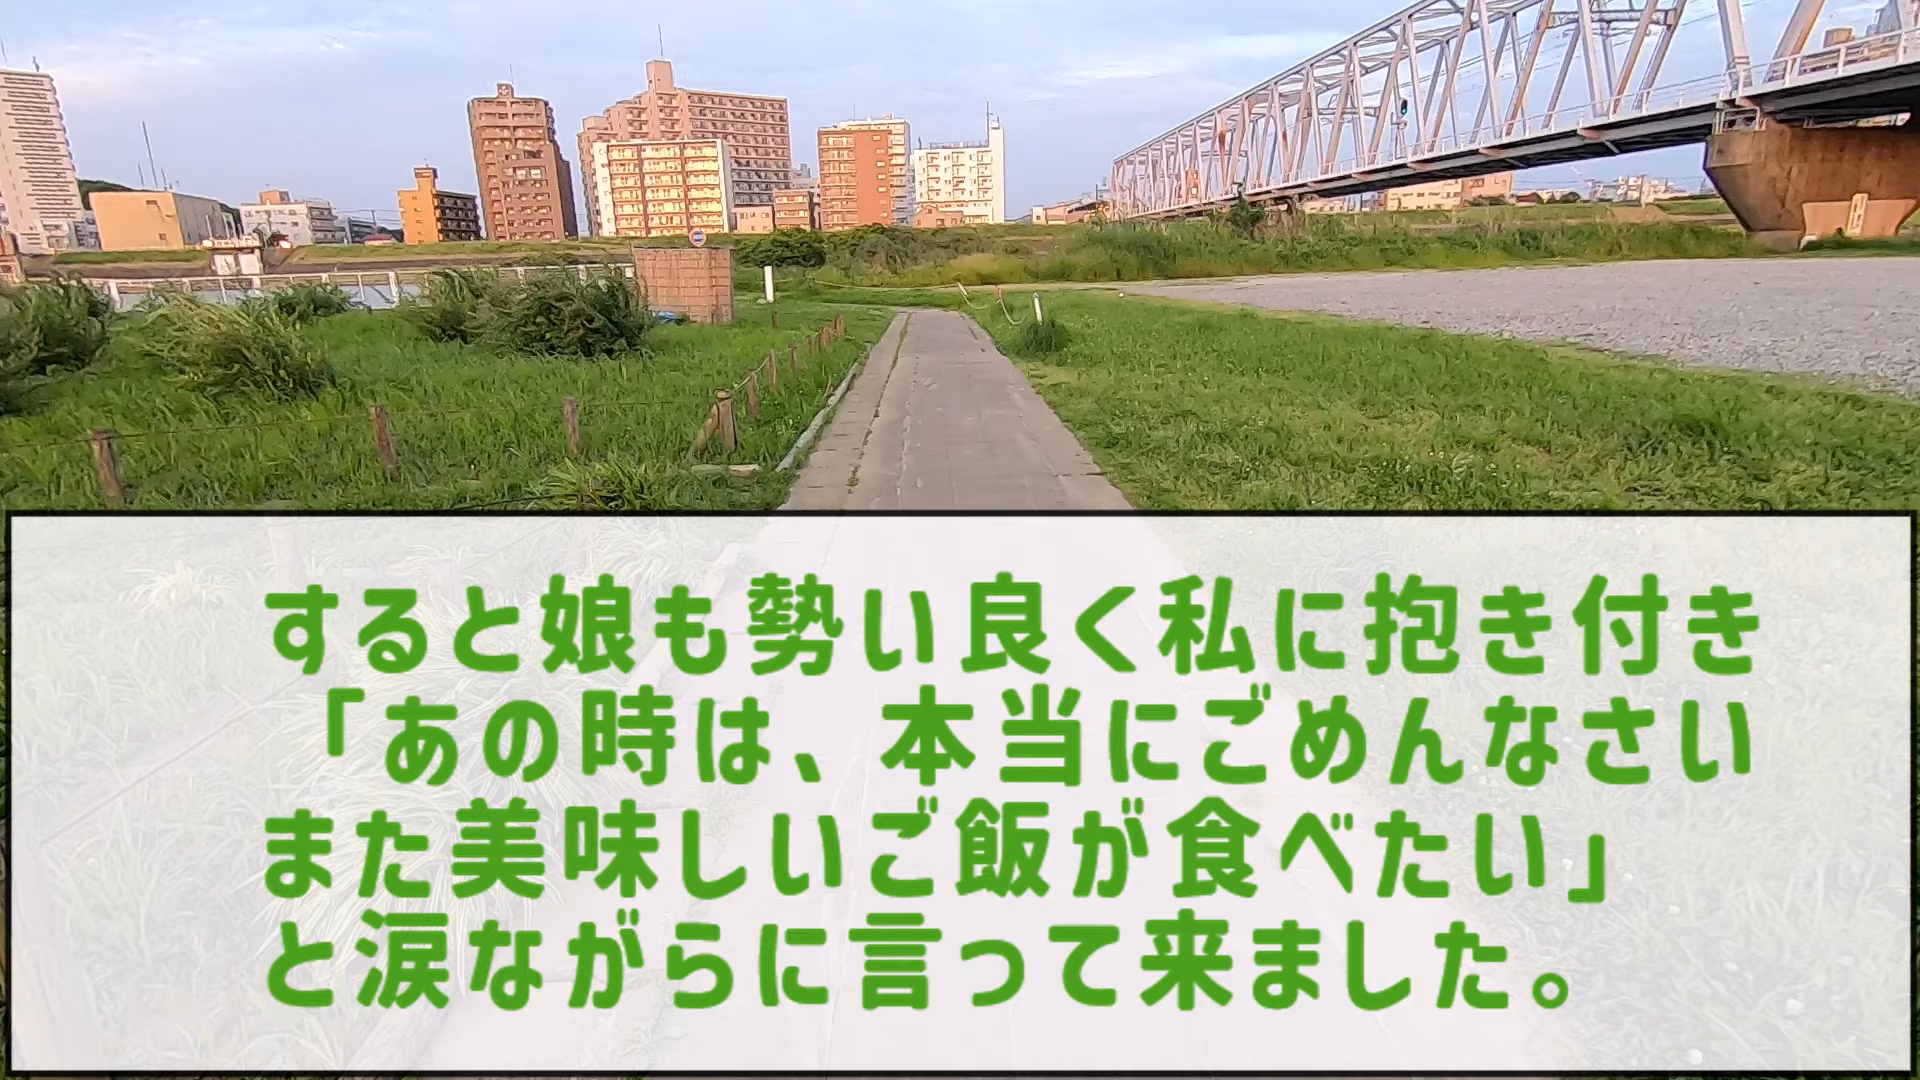 すると娘も勢い良く私に抱き付き
「あの時は、本当にごめんなさい
また美味しいご飯が食べたい」
と涙ながらに言って来ました。